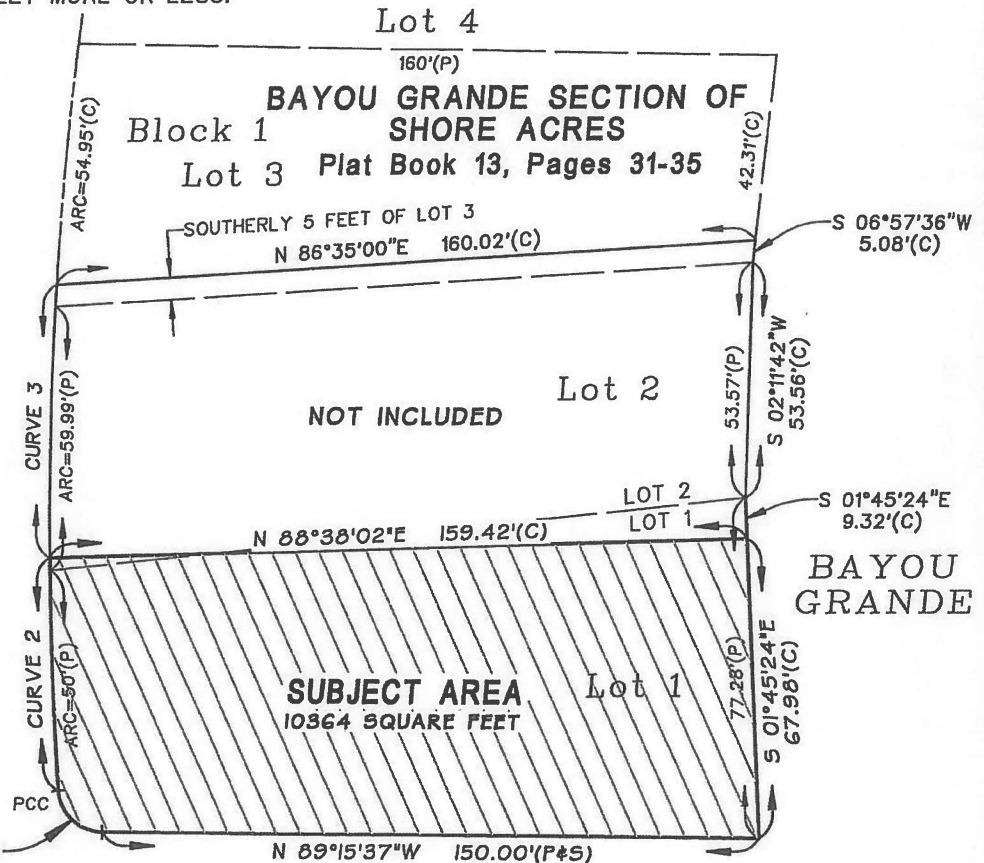 FEET MORE OR LESS.
Lot 4
160'(P)
BAYOU GRANDE SECTION OF
SHORE ACRES
Block 1
Plat Book 13, Pages 31-35
Lot 3
ARC=54.95'(C)
42.31'(C)
SOUTHERLY 5 FEET OF LOT 3
N 86°35'00"E 160.02'(C)
S 06°57'36"W
5.08'(C)
CURVE 3
ARC=59.99'(P)
Lot 2
NOT INCLUDED
53.57'(P)
S 02°11'42"W
53.56'(C)
LOT 2
LOT 1
S 01°45'24"E
9.32'(C)
N 88°38'02"E 159.42'(C)
BAYOU
GRANDE
CURVE 2
ARC=50'(P)
SUBJECT AREA
10364 SQUARE FEET
Lot 1
77.28'(P)
S 01°45'24"E
67.98'(C)
PCC
N 89°15'37"W 150.00'(P&S)